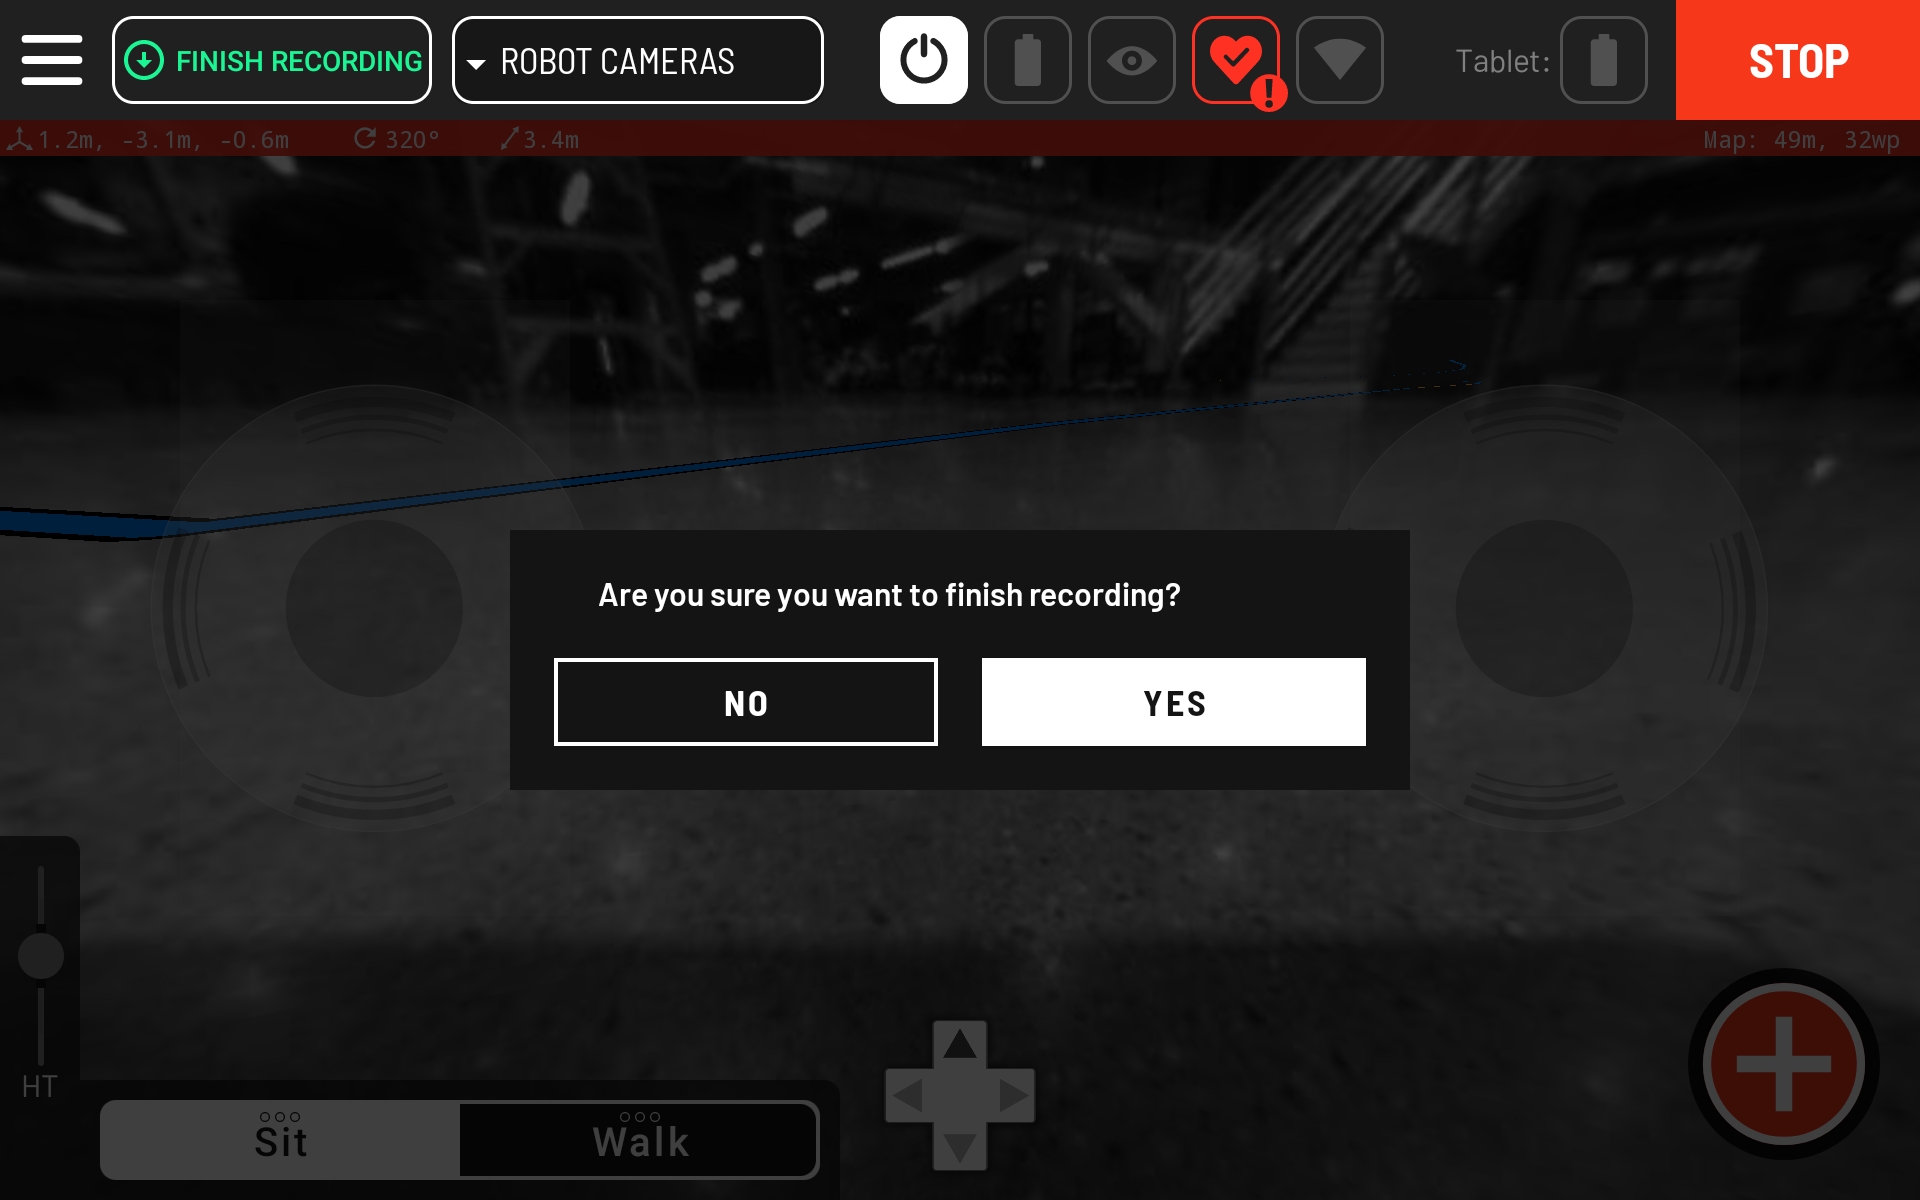 FINISH RECORDING
ROBOT CAMERAS
Tablet:
STOP
1.2m, -3.1m, -0.6m 320° 3.4m
Map: 49m, 32wp
Are you sure you want to finish recording?
NO
YES
HT
Sit
Walk